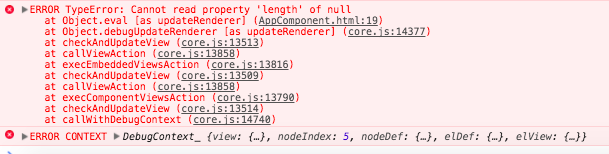 ERROR TypeError: Cannot read property 'length' of null
at Object.eval [as updateRenderer] (AppComponent.html:19)
at Object.debugUpdateRenderer [as updateRenderer] (core.js:14377)
at checkAndUpdateView (core.js:13513)
at callViewAction (core.js:13858)
at execEmbeddedViewsAction (core.js:13816)
at checkAndUpdateView (core.js:13509)
at callViewAction (core.js:13858)
at execComponentViewsAction (core.js:13790)
at checkAndUpdateView (core.js:13514)
at callWithDebugContext (core.js:14740)
ERROR CONTEXT ▶DebugContext_ {view: {…}, nodeIndex: 5, nodeDef: {…}, elDef: {…}, elView: {…}}